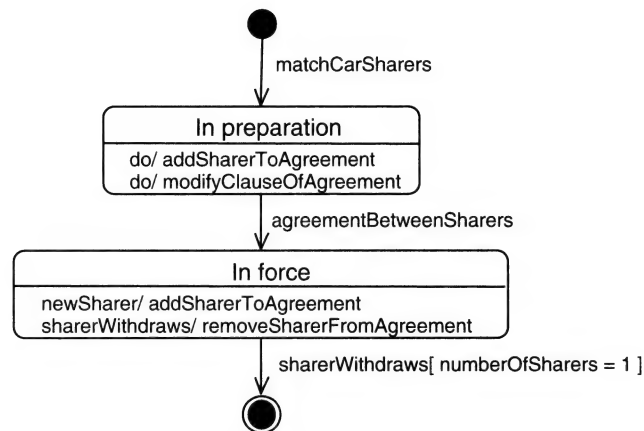 matchCarSharers
In preparation
do/ addSharerToAgreement
do/ modifyClauseOfAgreement
agreementBetweenSharers
In force
newSharer/ addSharerToAgreement
sharerWithdraws/ removeSharerFromAgreement
sharerWithdraws[ numberOfSharers = 1 ]